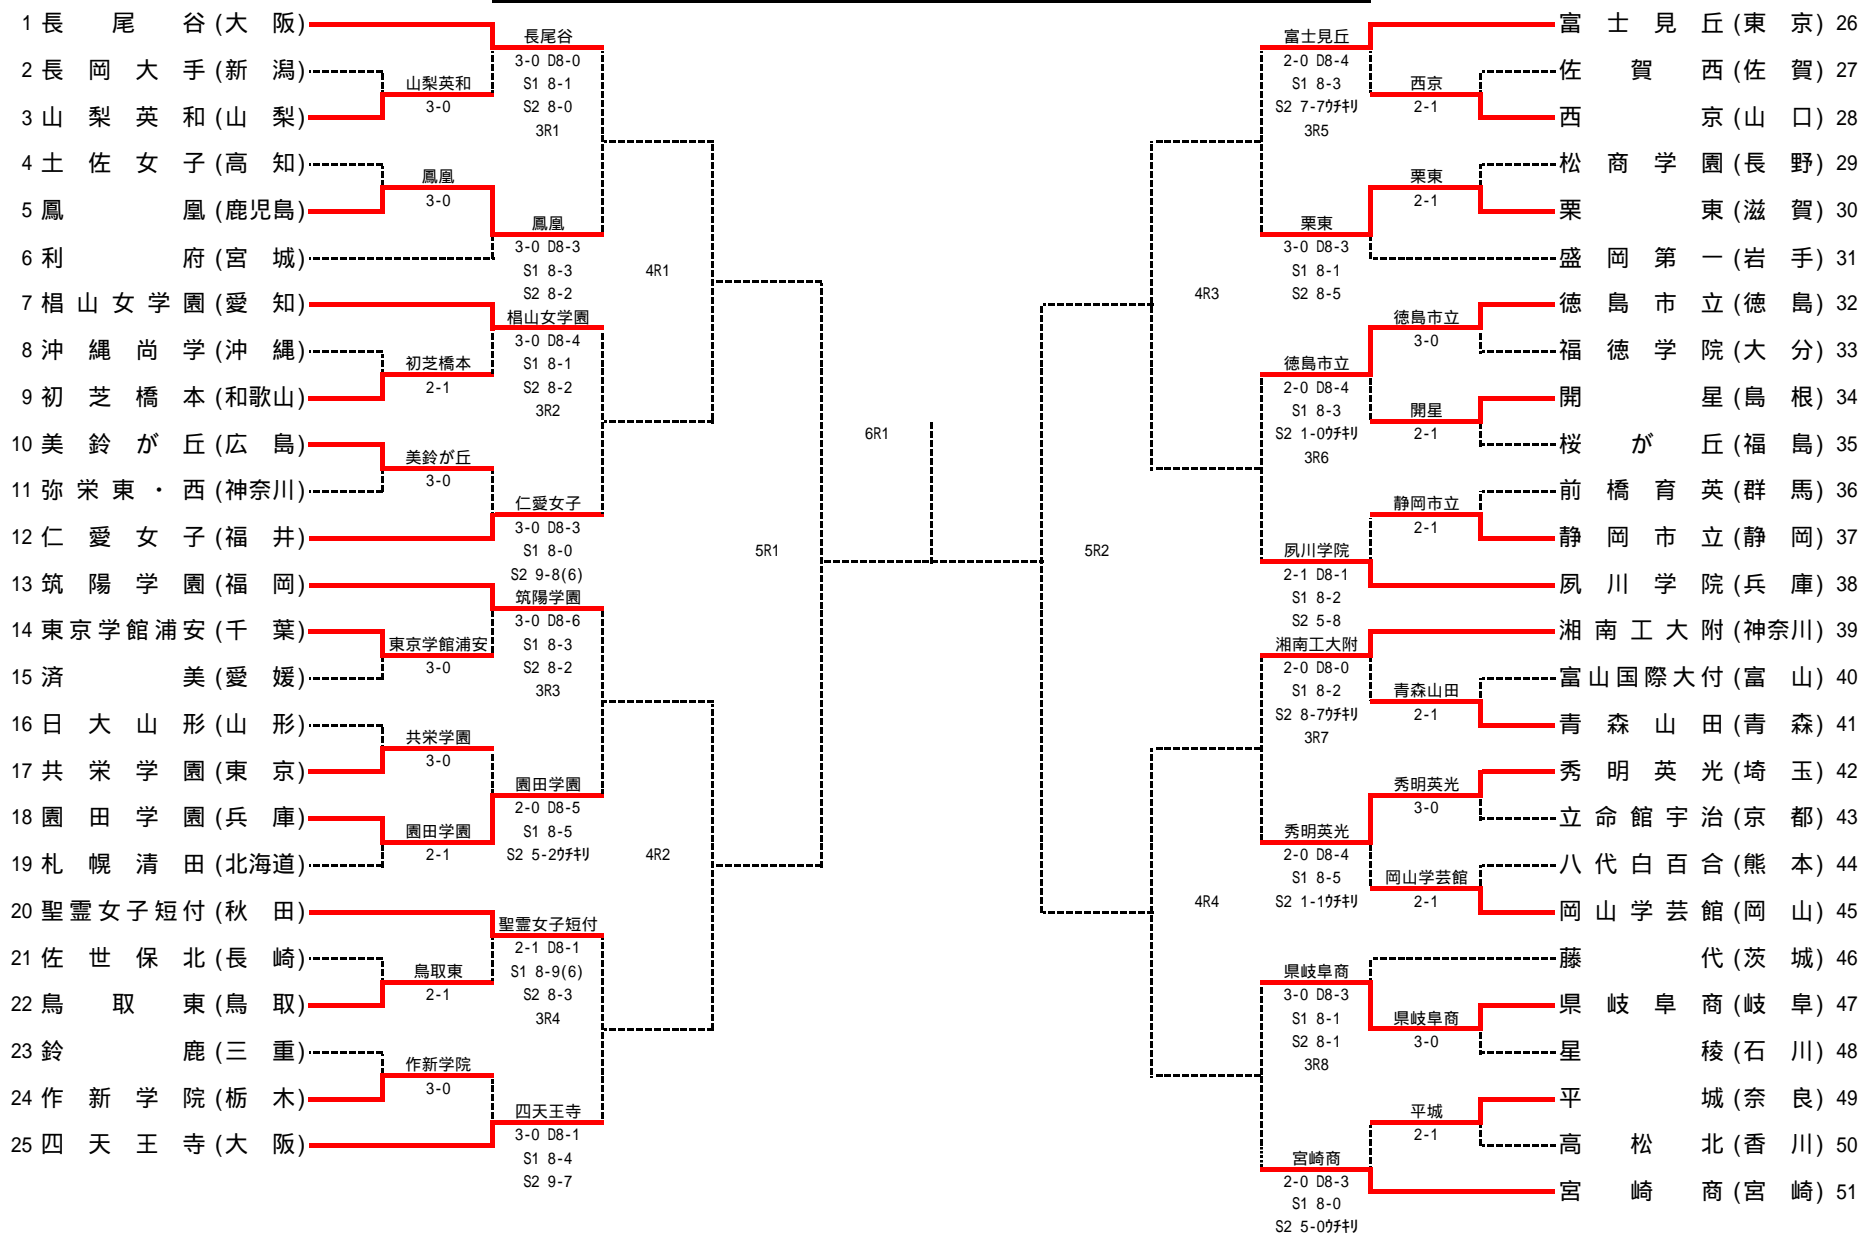 1 長尾谷 (大阪)
2 長岡大手 (新潟)
3 山梨英和 (山梨)
4 土佐女子 (高知)
5 鳳凰 (鹿児島)
6 利府 (宮城)
7 椙山女学園 (愛知)
8 沖縄尚学 (沖縄)
9 初芝橋本 (和歌山)
10 美鈴が丘 (広島)
11 弥栄東・西 (神奈川)
12 仁愛女子 (福井)
13 筑陽学園 (福岡)
14 東京学館浦安 (千葉)
15 済美 (愛媛)
16 日大山形 (山形)
17 共栄学園 (東京)
18 園田学園 (兵庫)
19 札幌清田 (北海道)
20 聖霊女子短付 (秋田)
21 佐世保北 (長崎)
22 鳥取東 (鳥取)
23 鈴鹿 (三重)
24 作新学院 (栃木)
25 四天王寺 (大阪)
山梨英和
3-0
鳳凰
3-0
初芝橋本
2-1
美鈴が丘
3-0
東京学館浦安
3-0
共栄学園
3-0
園田学園
2-1
鳥取東
2-1
作新学院
3-0
長尾谷
3-0 D8-0
S1 8-1
S2 8-0
3R1
鳳凰
3-0 D8-3
S1 8-3
S2 8-2
椙山女学園
3-0 D8-4
S1 8-1
S2 8-2
3R2
仁愛女子
3-0 D8-3
S1 8-0
S2 9-8(6)
筑陽学園
3-0 D8-6
S1 8-3
S2 8-2
3R3
園田学園
2-0 D8-5
S1 8-5
S2 5-2ウチキリ
聖霊女子短付
2-1 D8-1
S1 8-9(6)
S2 8-3
3R4
四天王寺
3-0 D8-1
S1 8-4
S2 9-7
4R1
4R2
5R1
6R1
5R2
4R3
4R4
富士見丘
2-0 D8-4
S1 8-3
S2 7-7ウチキリ
3R5
栗東
3-0 D8-3
S1 8-1
S2 8-5
徳島市立
2-0 D8-4
S1 8-3
S2 1-0ウチキリ
3R6
夙川学院
2-1 D8-1
S1 8-2
S2 5-8
湘南工大附
2-0 D8-0
S1 8-2
S2 8-7ウチキリ
3R7
秀明英光
2-0 D8-4
S1 8-5
S2 1-1ウチキリ
県岐阜商
3-0 D8-3
S1 8-1
S2 8-1
3R8
宮崎商
2-0 D8-3
S1 8-0
S2 5-0ウチキリ
西京
2-1
栗東
2-1
徳島市立
3-0
開星
2-1
静岡市立
2-1
青森山田
2-1
秀明英光
3-0
岡山学芸館
2-1
県岐阜商
3-0
平城
2-1
富士見丘 (東京) 26
佐賀西 (佐賀) 27
西京 (山口) 28
松商学園 (長野) 29
栗東 (滋賀) 30
盛岡第一 (岩手) 31
徳島市立 (徳島) 32
福徳学院 (大分) 33
開星 (島根) 34
桜が丘 (福島) 35
前橋育英 (群馬) 36
静岡市立 (静岡) 37
夙川学院 (兵庫) 38
湘南工大附 (神奈川) 39
富山国際大付 (富山) 40
青森山田 (青森) 41
秀明英光 (埼玉) 42
立命館宇治 (京都) 43
八代白百合 (熊本) 44
岡山学芸館 (岡山) 45
藤代 (茨城) 46
県岐阜商 (岐阜) 47
星稜 (石川) 48
平城 (奈良) 49
高松北 (香川) 50
宮崎商 (宮崎) 51